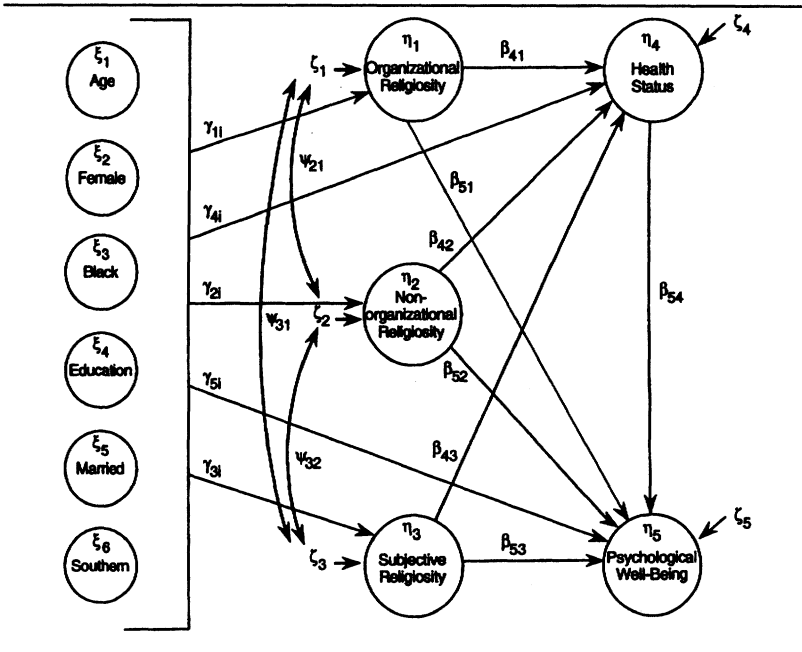 ξ1
Age
ξ2
Female
ξ3
Black
ξ4
Education
ξ5
Married
ξ6
Southern
γ1i
γ4i
γ2i
γ5i
γ3i
ζ1
ψ21
ψ31
ζ2
ψ32
ζ3
η1
Organizational
Religiosity
η2
Non-
organizational
Religiosity
η3
Subjective
Religiosity
β41
β51
β42
β52
β43
β53
β54
η4
Health
Status
ζ4
η5
Psychological
Well-Being
ζ5